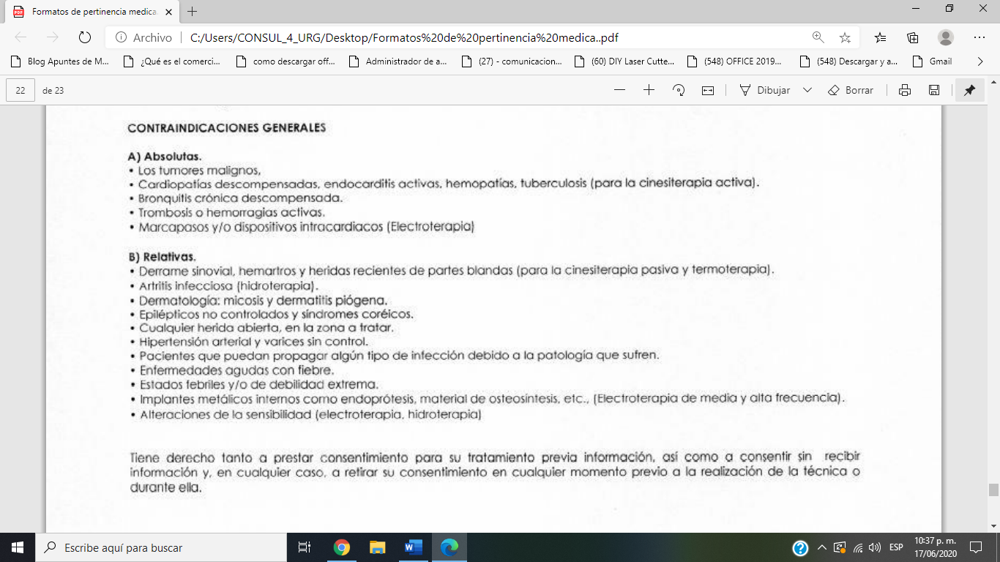 Formatos de pertinencia medica.
Archivo
C:/Users/CONSUL_4_URG/Desktop/Formatos%20de%20pertinencia%20medica..pdf
Blog Apuntes de M...
¿Qué es el comerci...
como descargar off...
Administrador de a...
(27) - comunicacion...
(60) DIY Laser Cutte...
(548) OFFICE 2019...
(548) Descargar y a...
Gmail
22 de 23
Dibujar
Borrar
CONTRAINDICACIONES GENERALES
A) Absolutas.
• Los tumores malignos,
• Cardiopatías descompensadas, endocarditis activas, hemopatías, tuberculosis (para la cinesiterapia activa).
• Bronquitis crónica descompensada.
• Trombosis o hemorragias activas.
• Marcapasos y/o dispositivos intracardiacos (Electroterapia)
B) Relativas.
• Derrame sinovial, hemartros y heridas recientes de partes blandas (para la cinesiterapia pasiva y termoterapia).
• Artritis infecciosa (hidroterapia).
• Dermatología: micosis y dermatitis piógena.
• Epilépticos no controlados y síndromes coréicos.
• Cualquier herida abierta, en la zona a tratar.
• Hipertensión arterial y varices sin control.
• Pacientes que puedan propagar algún tipo de infección debido a la patología que sufren.
• Enfermedades agudas con fiebre.
• Estados febriles y/o de debilidad extrema.
• Implantes metálicos internos como endoprótesis, material de osteosíntesis, etc., (Electroterapia de media y alta frecuencia).
• Alteraciones de la sensibilidad (electroterapia, hidroterapia)
Tiene derecho tanto a prestar consentimiento para su tratamiento previa información, así como a consentir sin recibir
información y, en cualquier caso, a retirar su consentimiento en cualquier momento previo a la realización de la técnica o
durante ella.
Escribe aquí para buscar
ESP
10:37 p. m.
17/06/2020